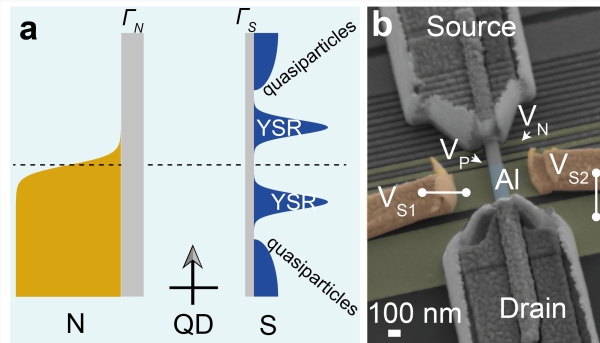 a
Γ_N
Γ_S
quasiparticles
YSR
YSR
quasiparticles
N
QD
S
b
Source
V_N
V_P
Al
V_S1
V_S2
Drain
100 nm